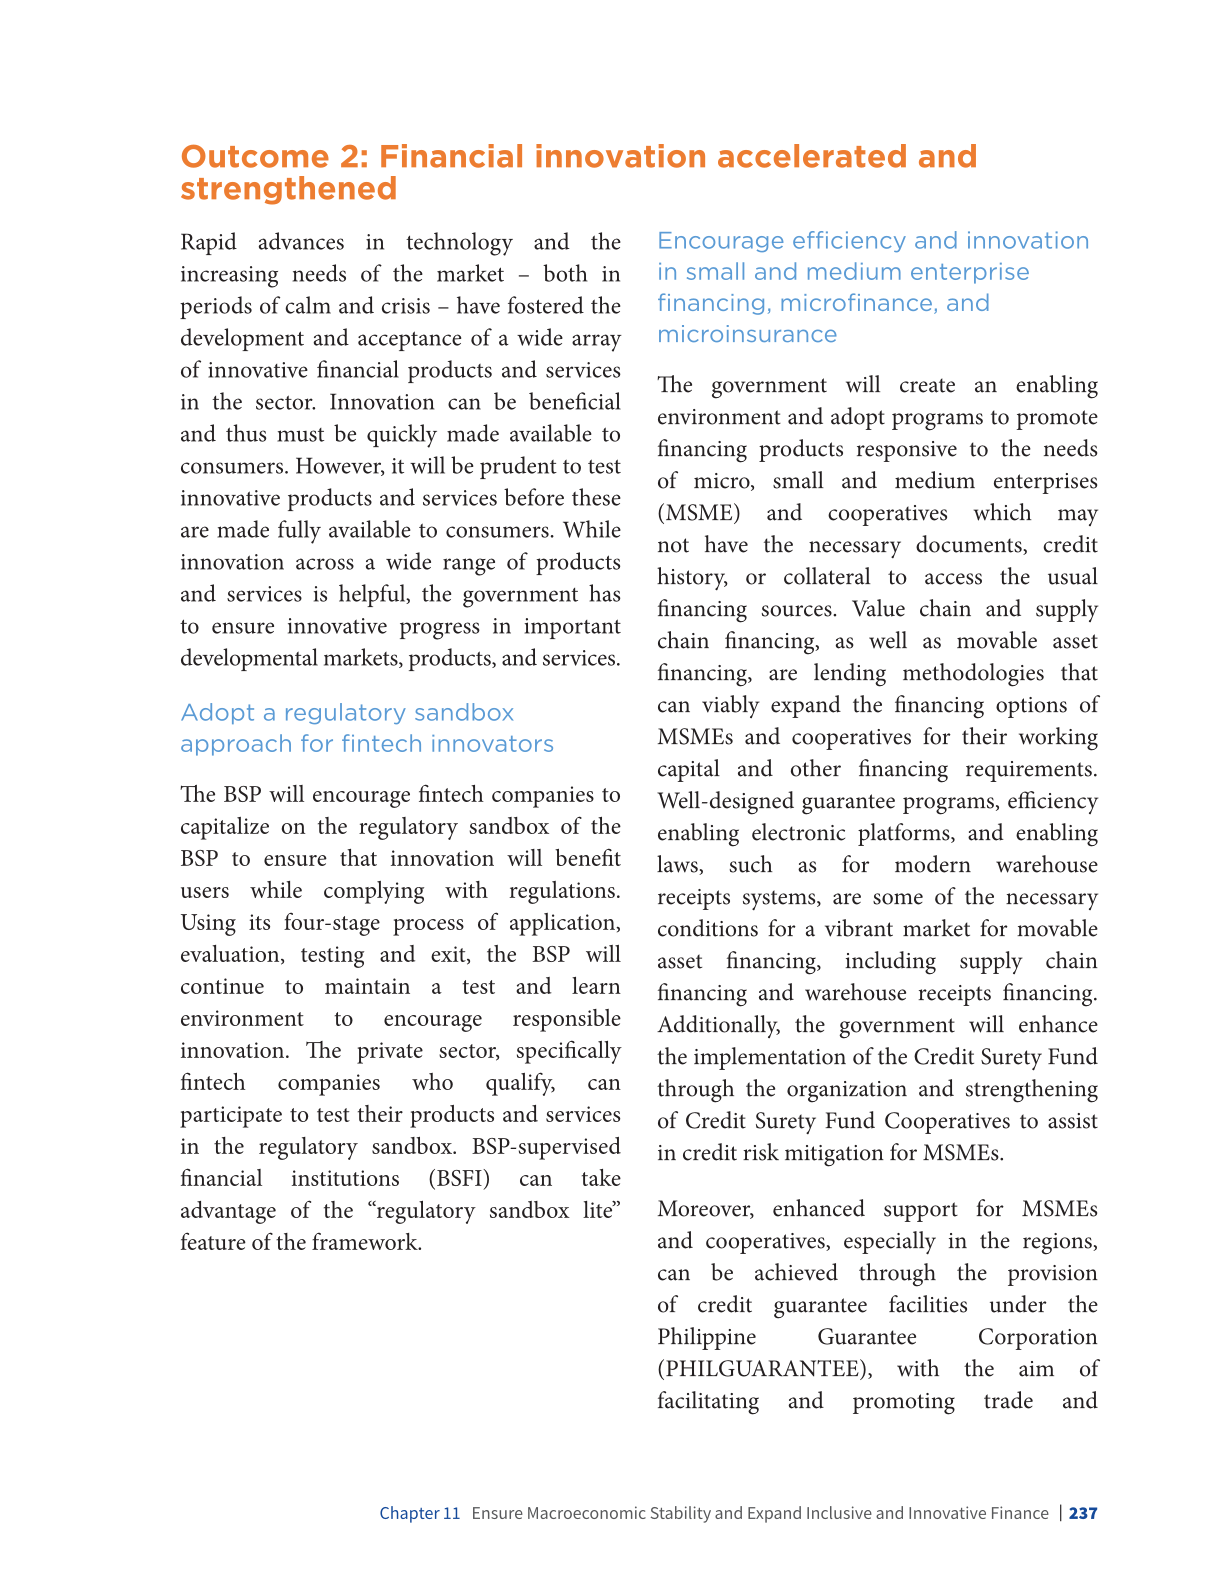 Outcome 2: Financial innovation accelerated and
strengthened
Rapid advances in technology and the
increasing needs of the market – both in
periods of calm and crisis – have fostered the
development and acceptance of a wide array
of innovative financial products and services
in the sector. Innovation can be beneficial
and thus must be quickly made available to
consumers. However, it will be prudent to test
innovative products and services before these
are made fully available to consumers. While
innovation across a wide range of products
and services is helpful, the government has
to ensure innovative progress in important
developmental markets, products, and services.
Adopt a regulatory sandbox
approach for fintech innovators
The BSP will encourage fintech companies to
capitalize on the regulatory sandbox of the
BSP to ensure that innovation will benefit
users while complying with regulations.
Using its four-stage process of application,
evaluation, testing and exit, the BSP will
continue to maintain a test and learn
environment to encourage responsible
innovation. The private sector, specifically
fintech companies who qualify, can
participate to test their products and services
in the regulatory sandbox. BSP-supervised
financial institutions (BSFI) can take
advantage of the “regulatory sandbox lite”
feature of the framework.
Encourage efficiency and innovation
in small and medium enterprise
financing, microfinance, and
microinsurance
The government will create an enabling
environment and adopt programs to promote
financing products responsive to the needs
of micro, small and medium enterprises
(MSME) and cooperatives which may
not have the necessary documents, credit
history, or collateral to access the usual
financing sources. Value chain and supply
chain financing, as well as movable asset
financing, are lending methodologies that
can viably expand the financing options of
MSMEs and cooperatives for their working
capital and other financing requirements.
Well-designed guarantee programs, efficiency
enabling electronic platforms, and enabling
laws, such as for modern warehouse
receipts systems, are some of the necessary
conditions for a vibrant market for movable
asset financing, including supply chain
financing and warehouse receipts financing.
Additionally, the government will enhance
the implementation of the Credit Surety Fund
through the organization and strengthening
of Credit Surety Fund Cooperatives to assist
in credit risk mitigation for MSMEs.
Moreover, enhanced support for MSMEs
and cooperatives, especially in the regions,
can be achieved through the provision
of credit guarantee facilities under the
Philippine Guarantee Corporation
(PHILGUARANTEE), with the aim of
facilitating and promoting trade and
Chapter 11 Ensure Macroeconomic Stability and Expand Inclusive and Innovative Finance | 237